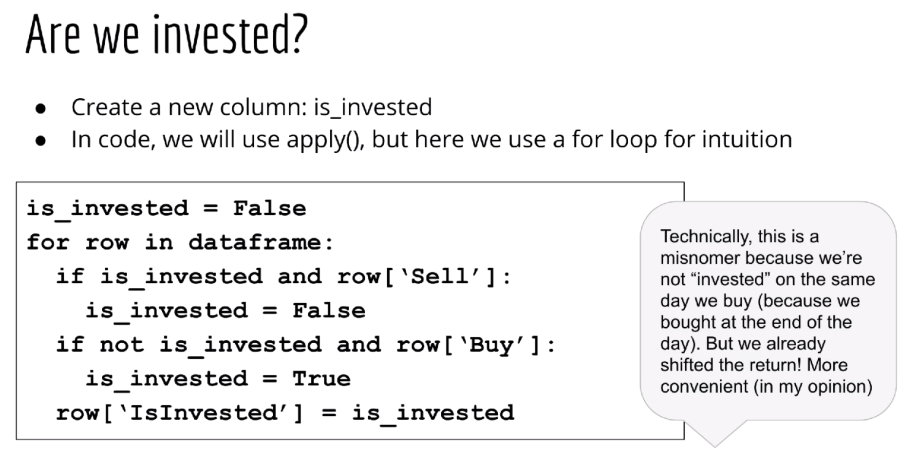 Are we invested?
● Create a new column: is_invested
● In code, we will use apply(), but here we use a for loop for intuition
is_invested = False
for row in dataframe:
  if is_invested and row[‘Sell’]:
    is_invested = False
  if not is_invested and row[‘Buy’]:
    is_invested = True
  row[‘IsInvested’] = is_invested
Technically, this is a
misnomer because we’re
not “invested” on the same
day we buy (because we
bought at the end of the
day). But we already
shifted the return! More
convenient (in my opinion)